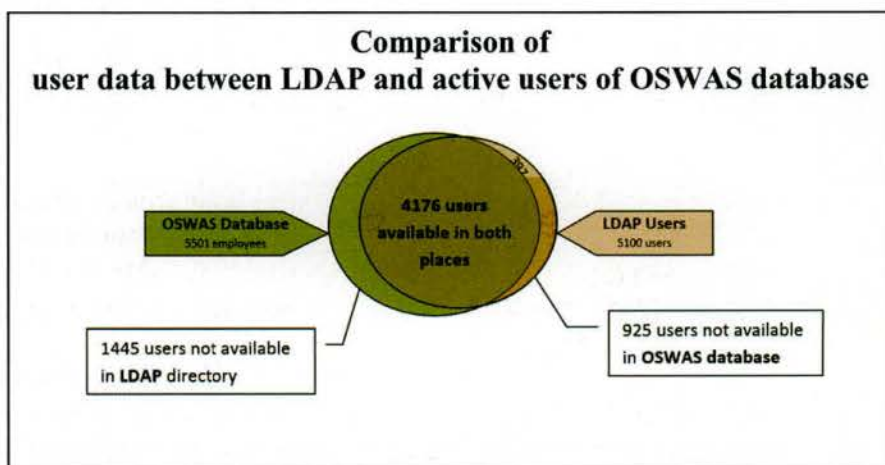 Comparison of
user data between LDAP and active users of OSWAS database
397
4176 users
available in both
places
OSWAS Database
5501 employees
LDAP Users
5100 users
1445 users not available
in LDAP directory
925 users not available
in OSWAS database